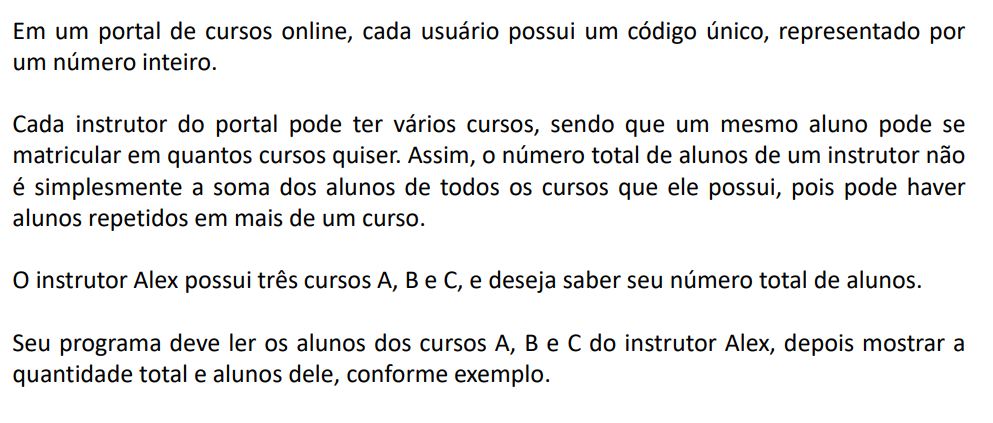 Em um portal de cursos online, cada usuário possui um código único, representado por
um número inteiro.
Cada instrutor do portal pode ter vários cursos, sendo que um mesmo aluno pode se
matricular em quantos cursos quiser. Assim, o número total de alunos de um instrutor não
é simplesmente a soma dos alunos de todos os cursos que ele possui, pois pode haver
alunos repetidos em mais de um curso.
O instrutor Alex possui três cursos A, B e C, e deseja saber seu número total de alunos.
Seu programa deve ler os alunos dos cursos A, B e C do instrutor Alex, depois mostrar a
quantidade total e alunos dele, conforme exemplo.